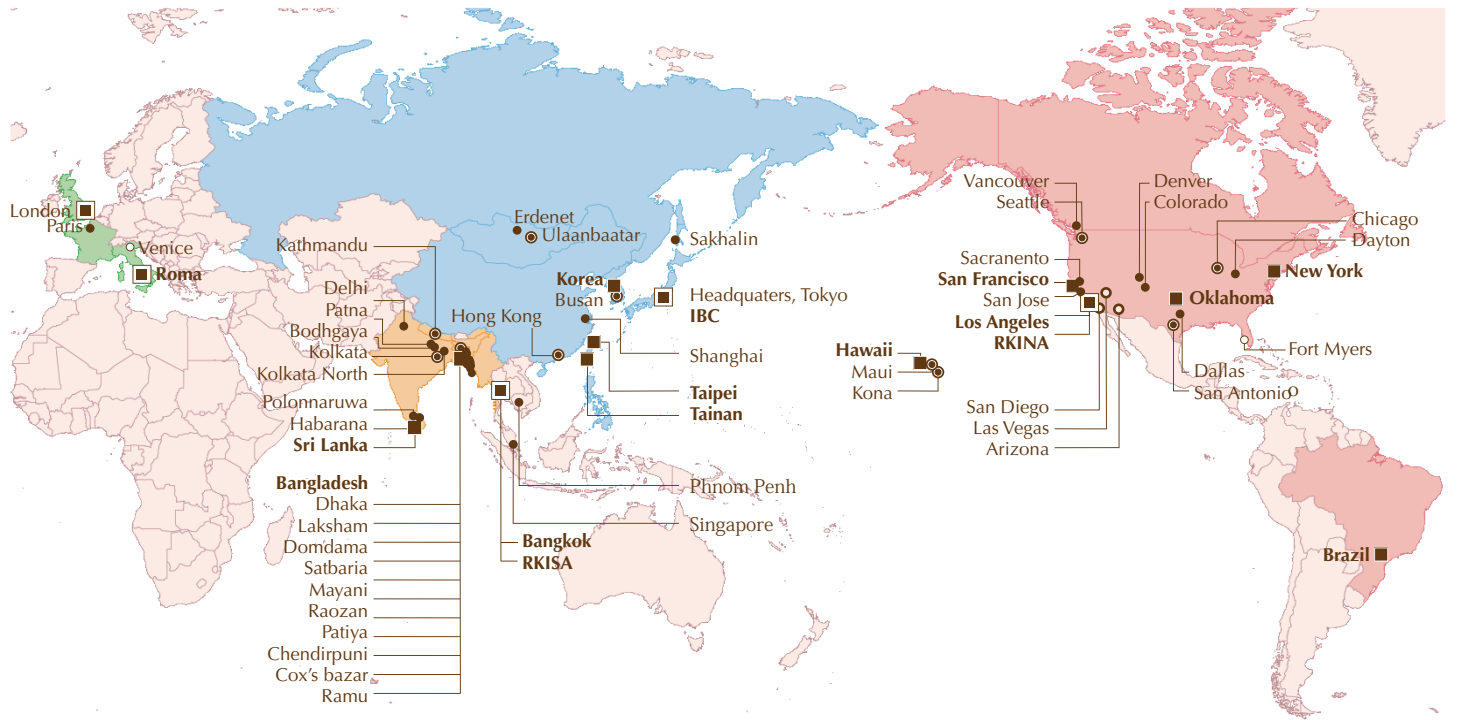 London
Paris
Venice
Roma
Kathmandu
Delhi
Patna
Bodhgaya
Kolkata
Kolkata North
Polonnaruwa
Habarana
Sri Lanka
Bangladesh
Dhaka
Laksham
Domdama
Satbaria
Mayani
Raozan
Patiya
Chendirpuni
Cox's bazar
Ramu
Erdenet
Ulaanbaatar
Sakhalin
Korea
Busan
Headquaters, Tokyo
IBC
Hong Kong
Shanghai
Taipei
Tainan
Phnom Penh
Singapore
Bangkok
RKISA
Vancouver
Seattle
Sacranento
San Francisco
San Jose
Los Angeles
RKINA
Hawaii
Maui
Kona
San Diego
Las Vegas
Arizona
Denver
Colorado
Chicago
Dayton
New York
Oklahoma
Fort Myers
Dallas
San Antonio
Brazil